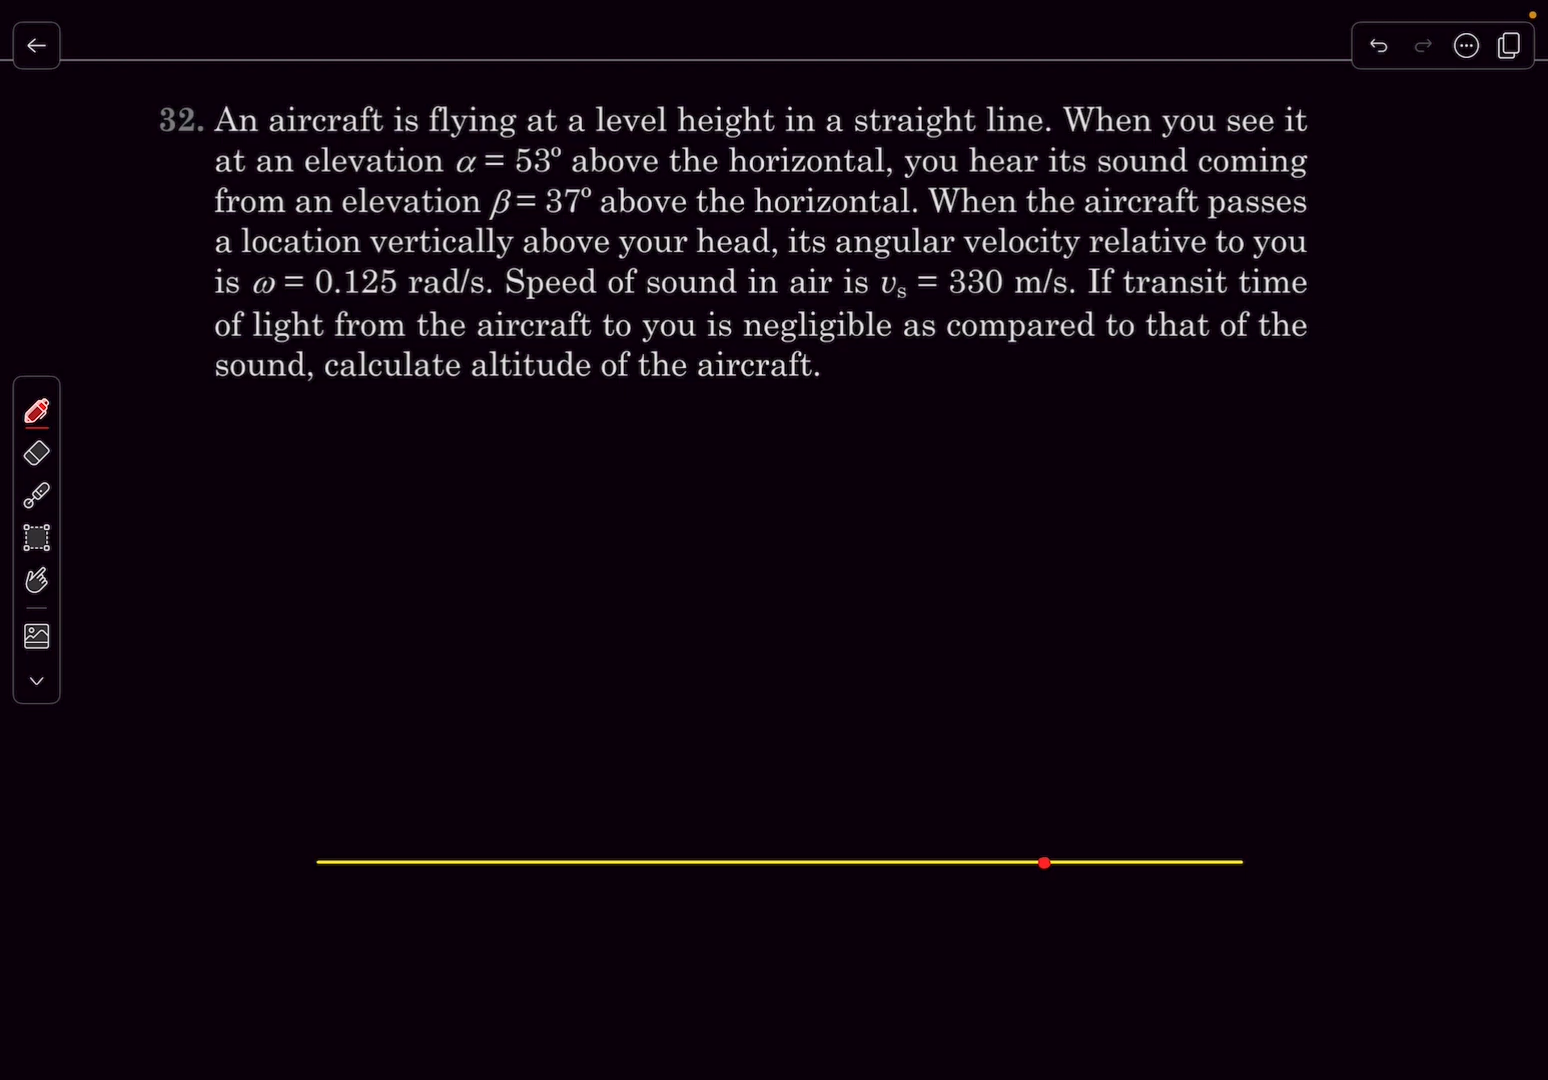 32. An aircraft is flying at a level height in a straight line. When you see it
at an elevation α = 53º above the horizontal, you hear its sound coming
from an elevation β = 37º above the horizontal. When the aircraft passes
a location vertically above your head, its angular velocity relative to you
is ω = 0.125 rad/s. Speed of sound in air is vₛ = 330 m/s. If transit time
of light from the aircraft to you is negligible as compared to that of the
sound, calculate altitude of the aircraft.